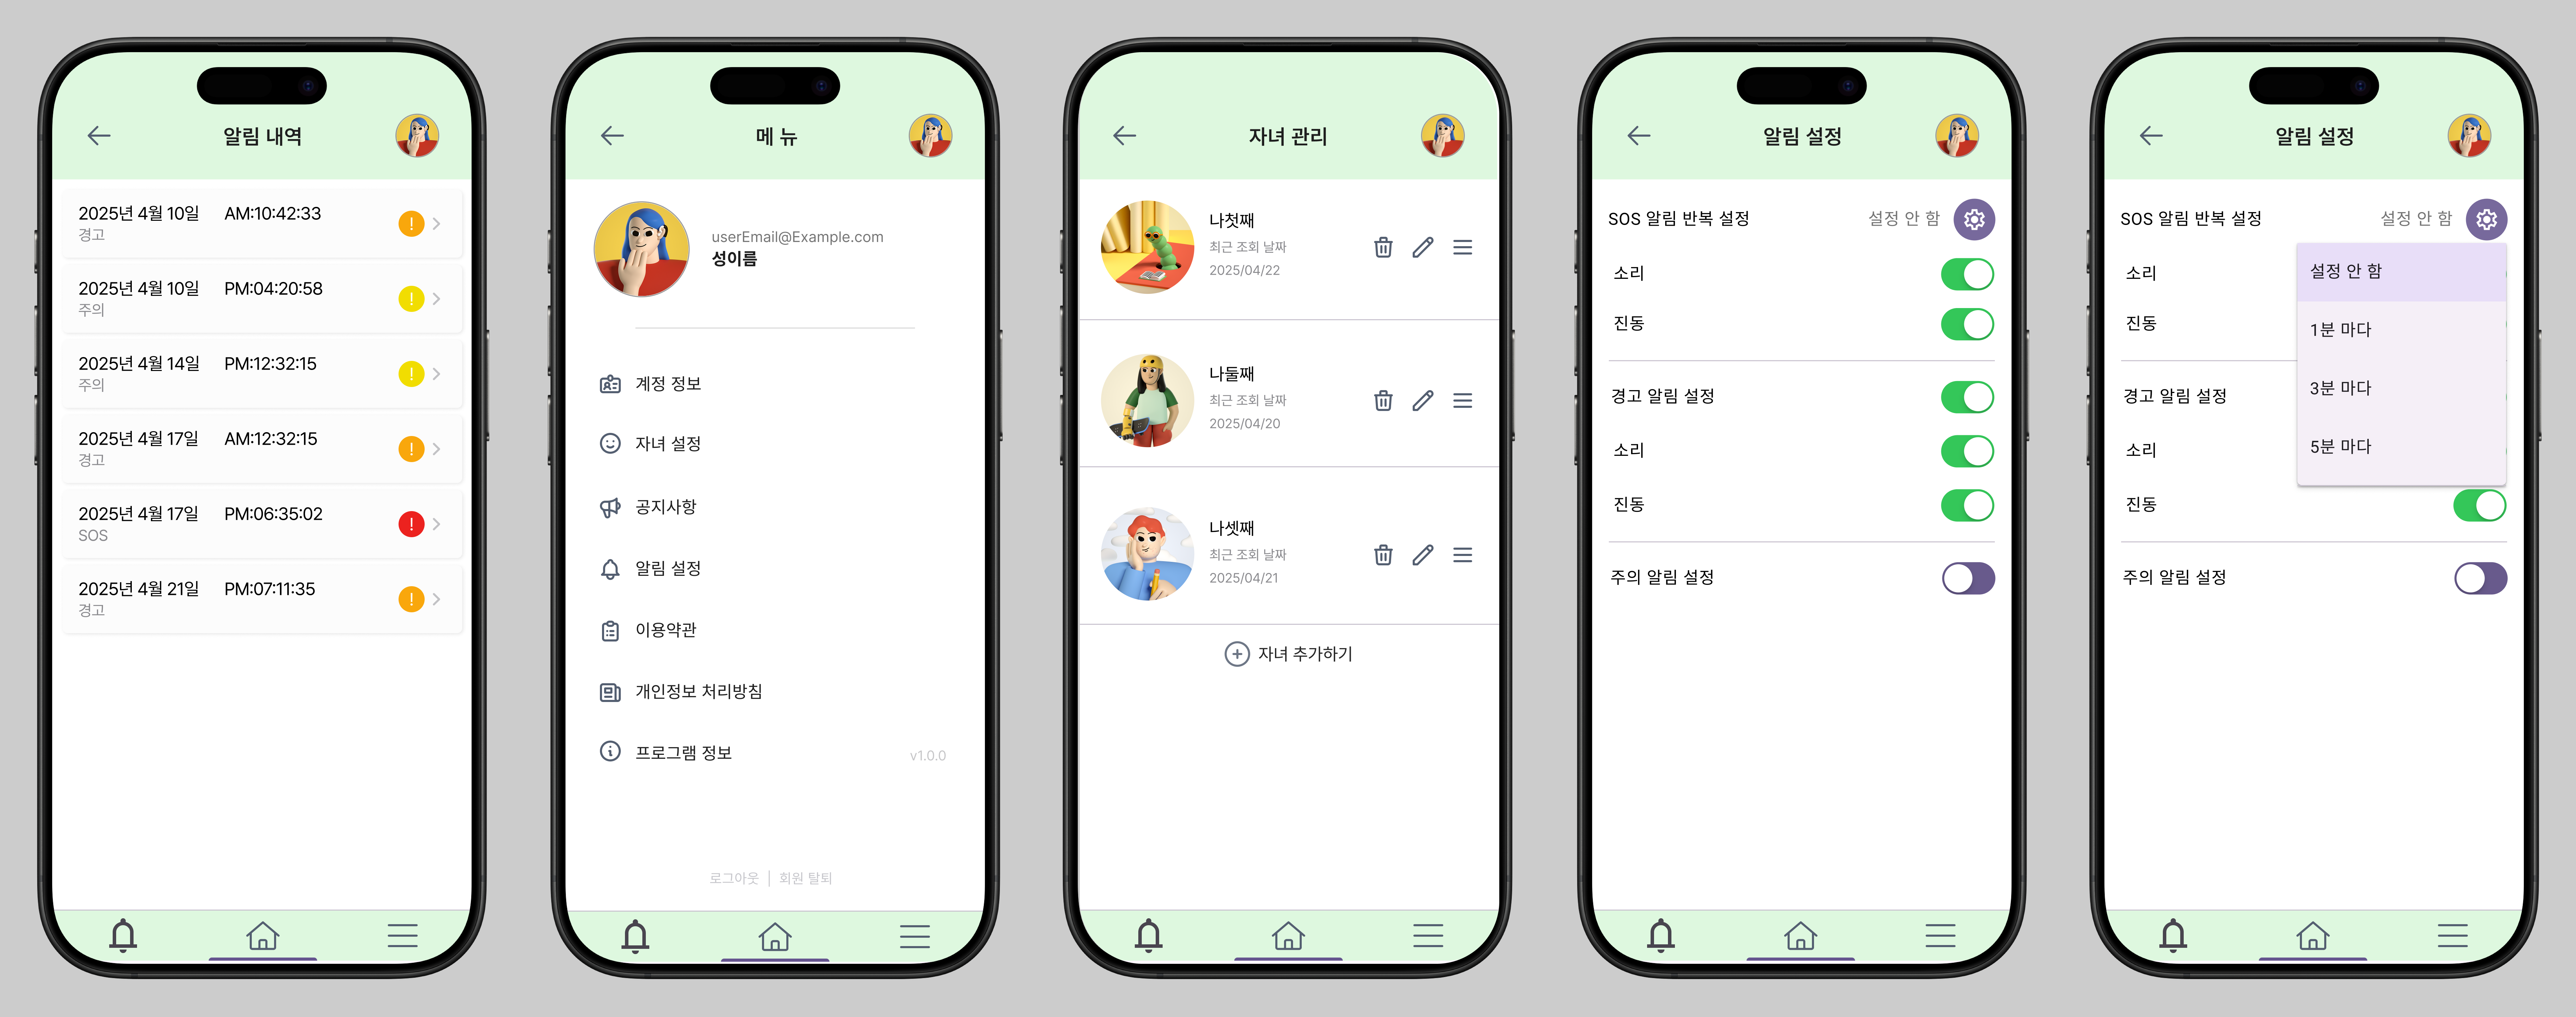 알림 내역
2025년 4월 10일 AM:10:42:33
경고
2025년 4월 10일 PM:04:20:58
주의
2025년 4월 14일 PM:12:32:15
주의
2025년 4월 17일 AM:12:32:15
경고
2025년 4월 17일 PM:06:35:02
SOS
2025년 4월 21일 PM:07:11:35
경고
메 뉴
userEmail@Example.com
성이름
계정 정보
자녀 설정
공지사항
알림 설정
이용약관
개인정보 처리방침
프로그램 정보 v1.0.0
로그아웃 | 회원 탈퇴
자녀 관리
나첫째
최근 조회 날짜
2025/04/22
나둘째
최근 조회 날짜
2025/04/20
나셋째
최근 조회 날짜
2025/04/21
자녀 추가하기
알림 설정
SOS 알림 반복 설정 설정 안 함
소리
진동
경고 알림 설정
소리
진동
주의 알림 설정
알림 설정
SOS 알림 반복 설정 설정 안 함
설정 안 함
1분 마다
3분 마다
5분 마다
소리
진동
경고 알림 설정
소리
진동
주의 알림 설정